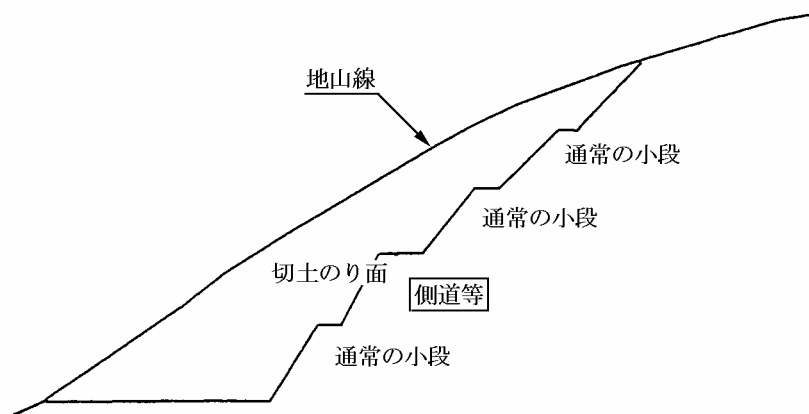 地山線
通常の小段
通常の小段
切土のり面
側道等
通常の小段